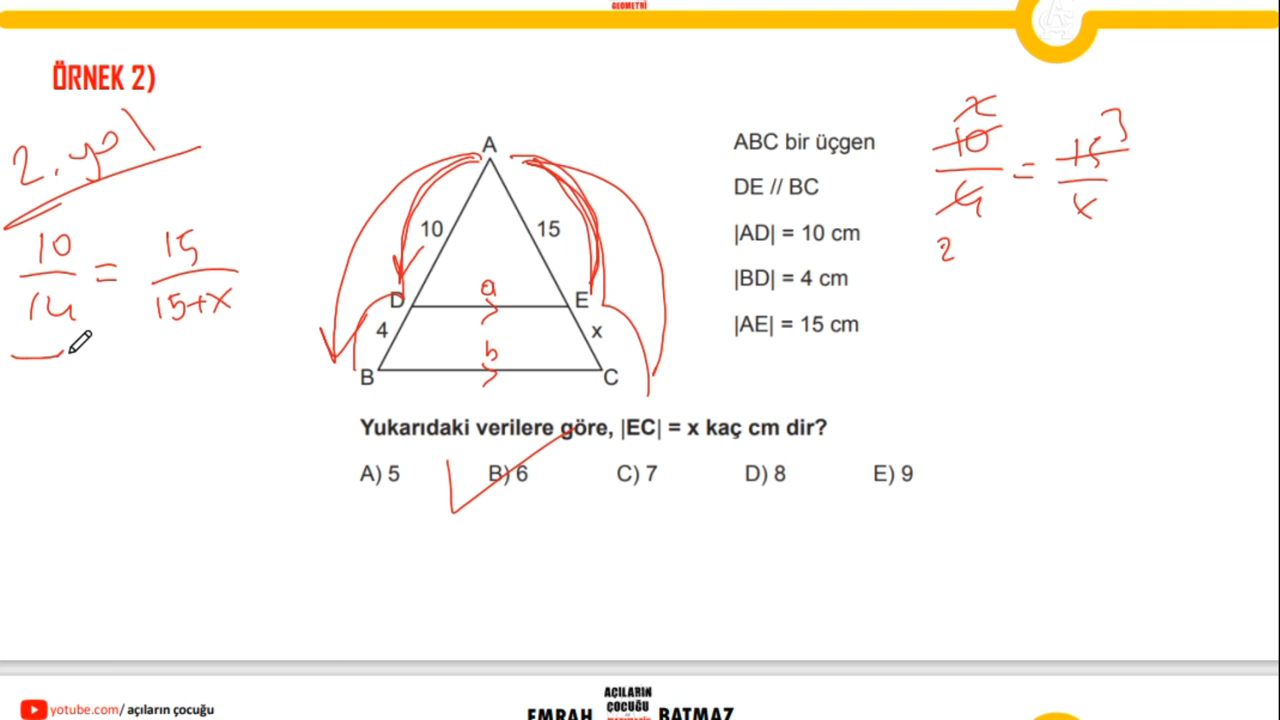 GEOMETRİ
ÖRNEK 2)
2. yol
10/14 = 15/15+x
A
10
15
D
a
E
4
x
b
B
C
ABC bir üçgen
DE // BC
|AD| = 10 cm
|BD| = 4 cm
|AE| = 15 cm
10/4 = 15/x
3
2
Yukarıdaki verilere göre, |EC| = x kaç cm dir?
A) 5 B) 6 C) 7 D) 8 E) 9
yotube.com/ açıların çocuğu
AÇILARIN
ÇOCUĞU
EMRAH BATMAZ